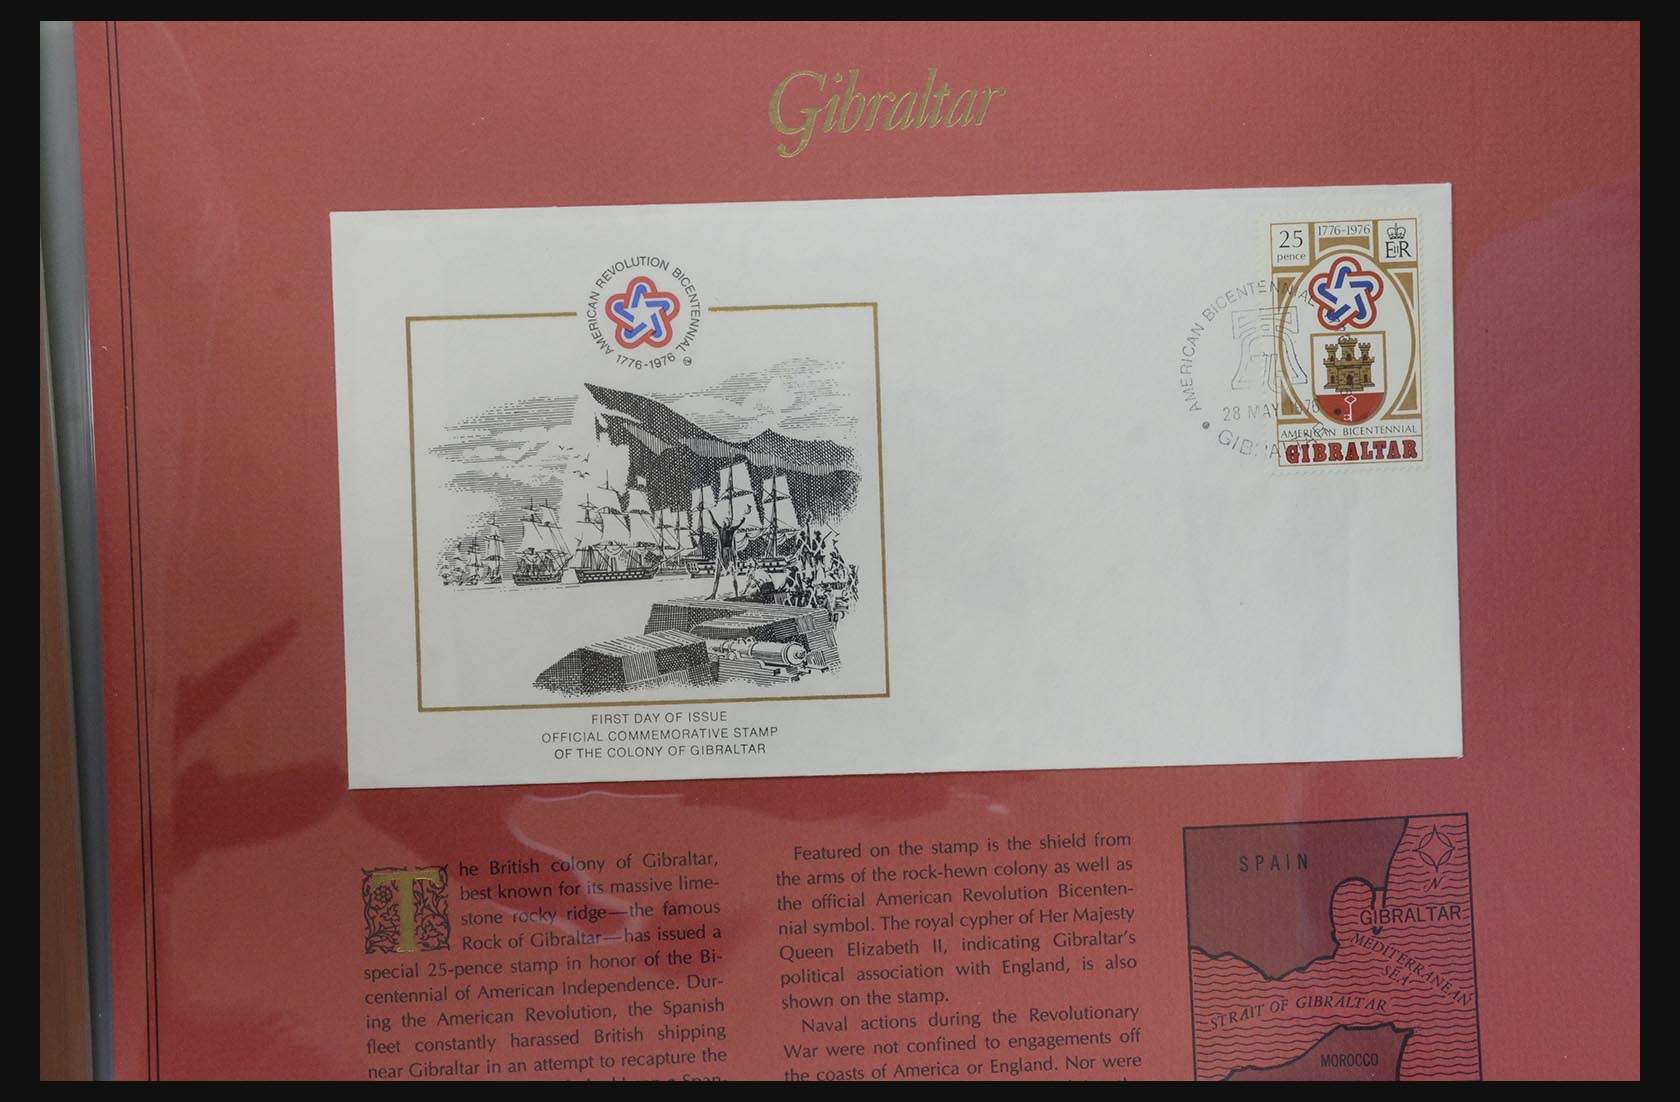 Gibraltar
AMERICAN REVOLUTION BICENTENNIAL
1776-1976
25
pence
1776-1976
EIIR
AMERICAN BICENTENNIAL
GIBRALTAR
AMERICAN BICENTENNIAL
28 MAY 1976
GIBRALTAR
FIRST DAY OF ISSUE
OFFICIAL COMMEMORATIVE STAMP
OF THE COLONY OF GIBRALTAR
The British colony of Gibraltar,
best known for its massive lime-
stone rocky ridge—the famous
Rock of Gibraltar—has issued a
special 25-pence stamp in honor of the Bi-
centennial of American Independence. Dur-
ing the American Revolution, the Spanish
fleet constantly harassed British shipping
near Gibraltar in an attempt to recapture the
Featured on the stamp is the shield from
the arms of the rock-hewn colony as well as
the official American Revolution Bicenten-
nial symbol. The royal cypher of Her Majesty
Queen Elizabeth II, indicating Gibraltar's
political association with England, is also
shown on the stamp.
Naval actions during the Revolutionary
War were not confined to engagements off
the coasts of America or England. Nor were
SPAIN
N
GIBRALTAR
MEDITERRANEAN
SEA
STRAIT OF GIBRALTAR
MOROCCO